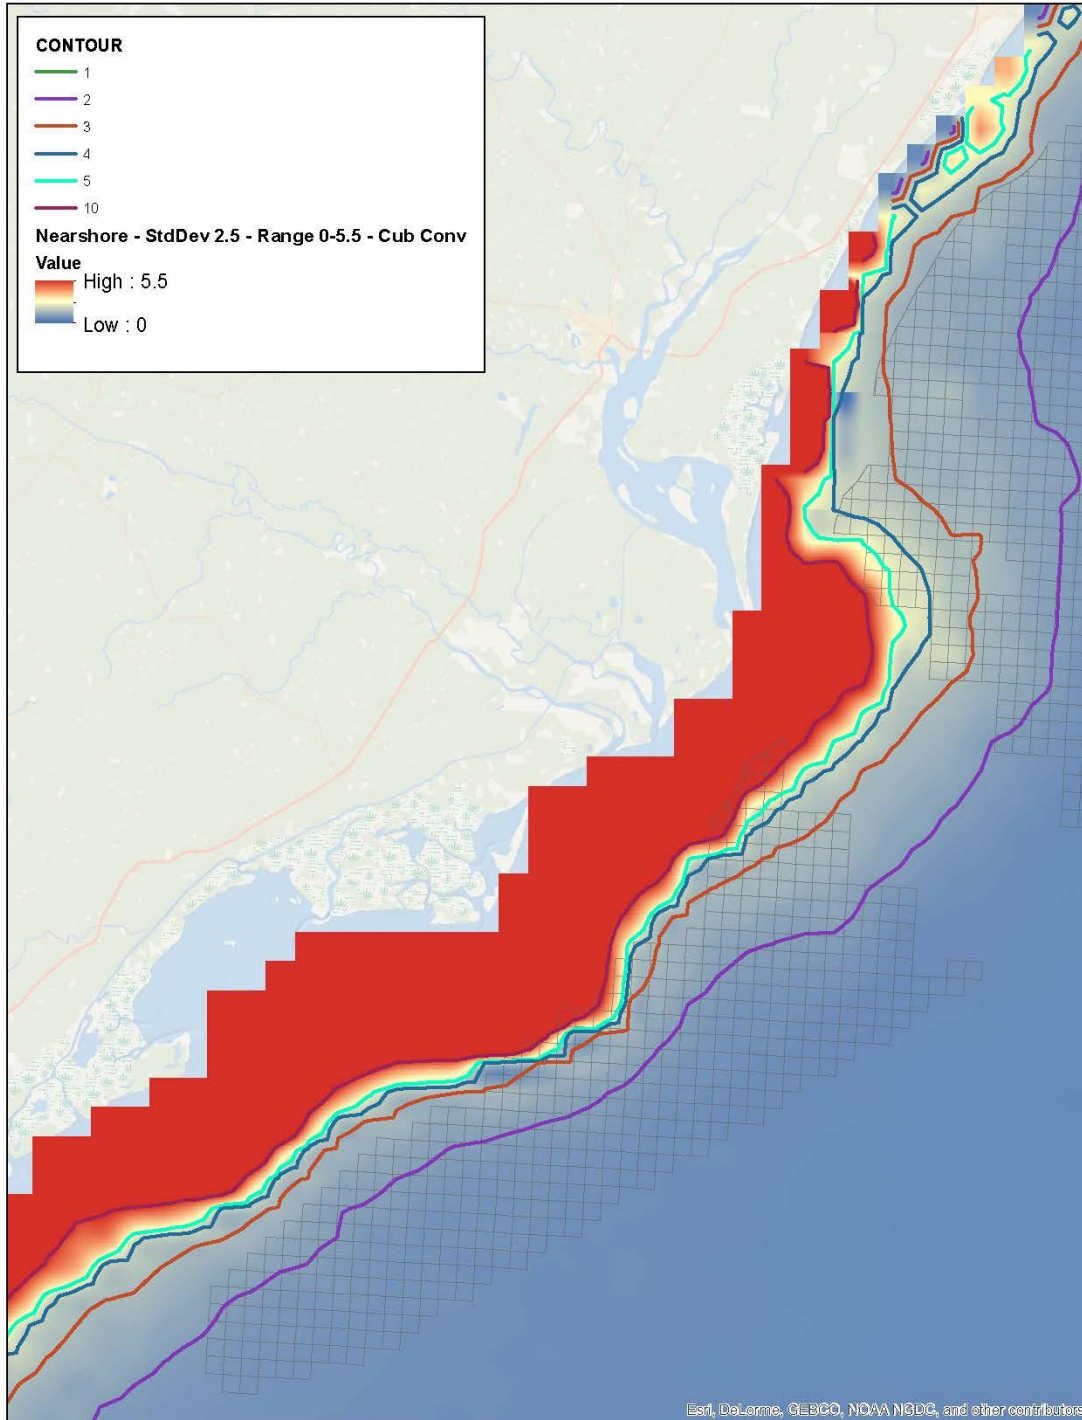 CONTOUR
1
2
3
4
5
10
Nearshore - StdDev 2.5 - Range 0-5.5 - Cub Conv
Value
High : 5.5
Low : 0
Esri, DeLorme, GEBCO, NOAA NGDC, and other contributors